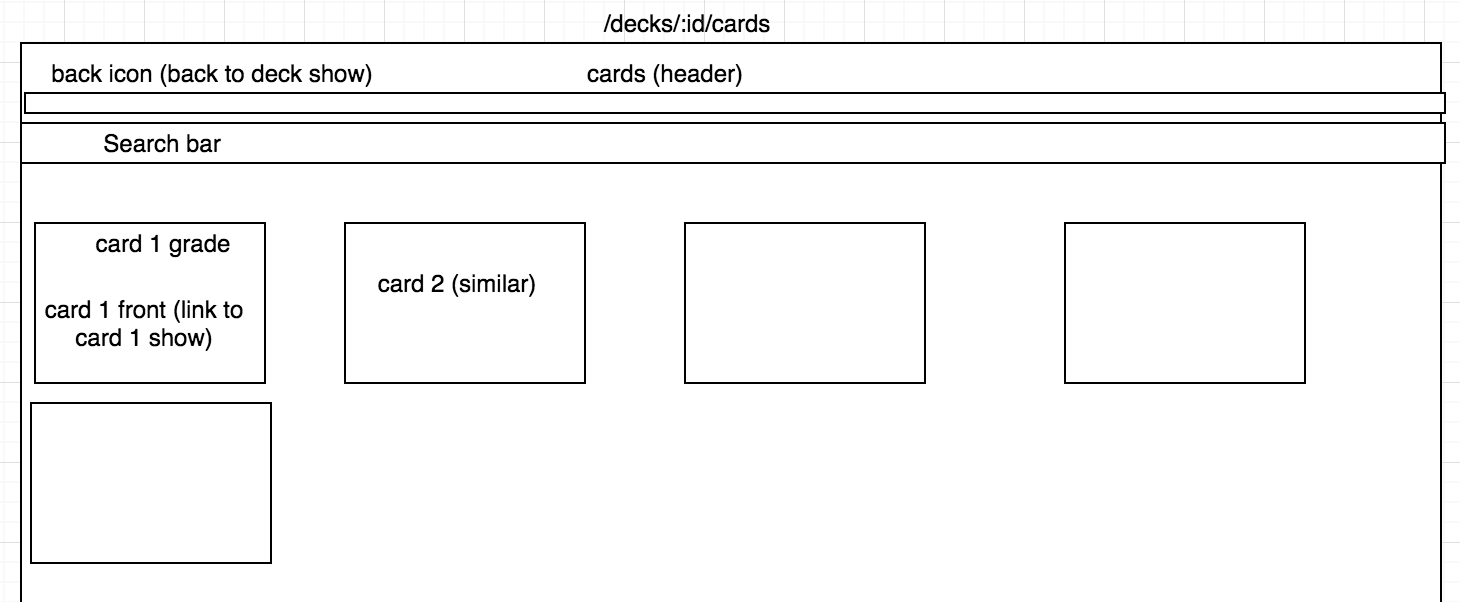 /decks/:id/cards
back icon (back to deck show)
cards (header)
Search bar
card 1 grade
card 1 front (link to
card 1 show)
card 2 (similar)